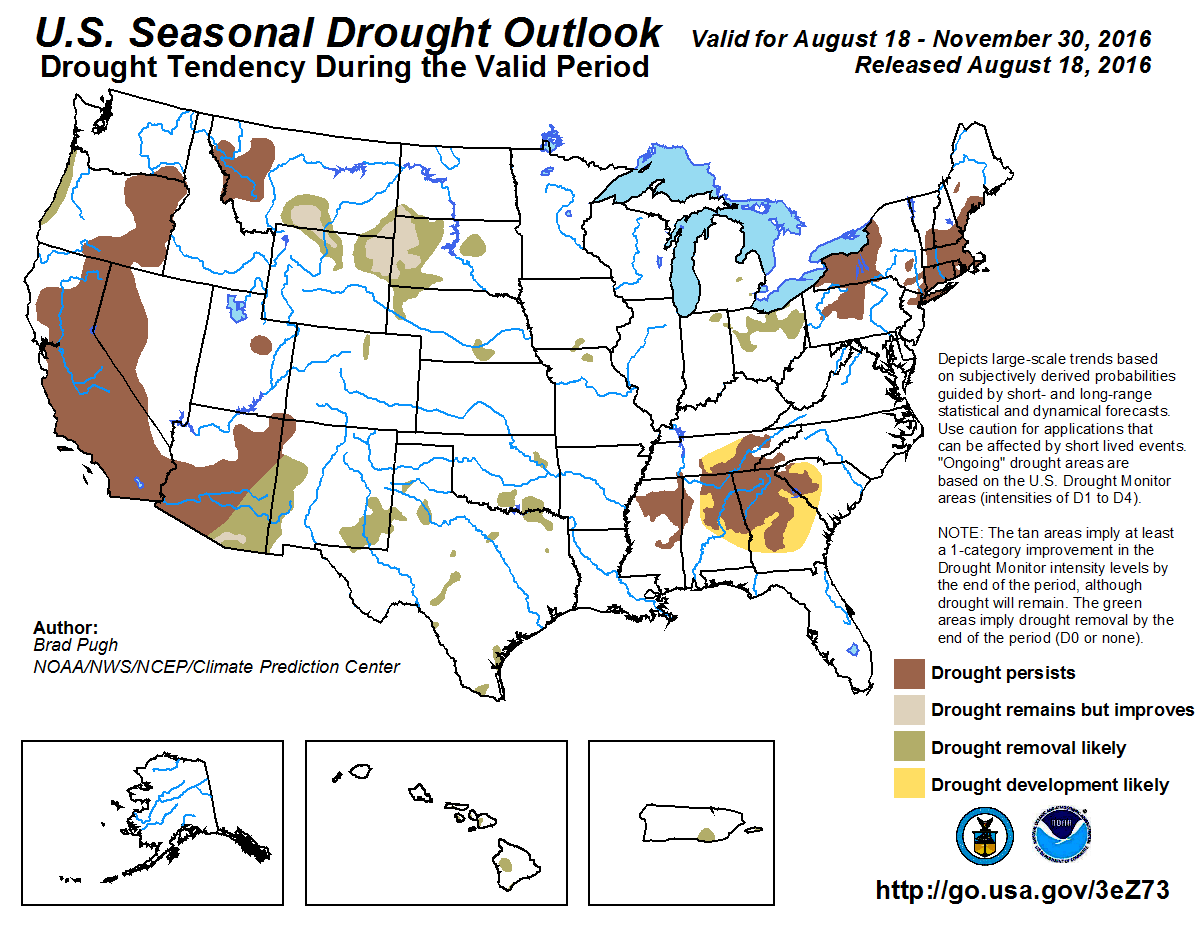 U.S. Seasonal Drought Outlook
Drought Tendency During the Valid Period
Valid for August 18 - November 30, 2016
Released August 18, 2016
Depicts large-scale trends based
on subjectively derived probabilities
guided by short- and long-range
statistical and dynamical forecasts.
Use caution for applications that
can be affected by short lived events.
"Ongoing" drought areas are
based on the U.S. Drought Monitor
areas (intensities of D1 to D4).
NOTE: The tan areas imply at least
a 1-category improvement in the
Drought Monitor intensity levels by
the end of the period, although
drought will remain. The green
areas imply drought removal by the
end of the period (D0 or none).
Author:
Brad Pugh
NOAA/NWS/NCEP/Climate Prediction Center
Drought persists
Drought remains but improves
Drought removal likely
Drought development likely
http://go.usa.gov/3eZ73